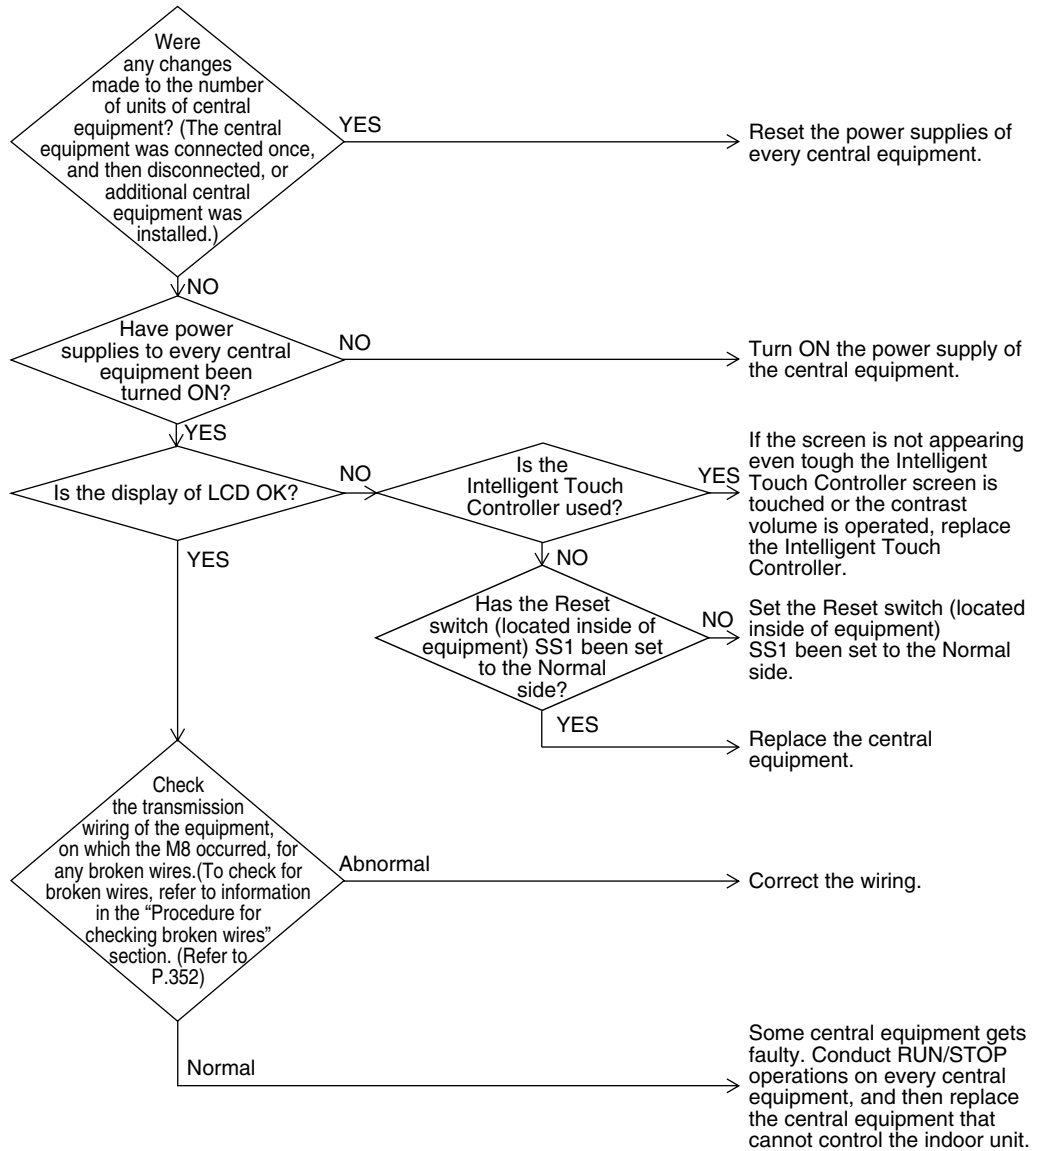 Were
any changes
made to the number
of units of central
equipment? (The central
equipment was connected once,
and then disconnected, or
additional central
equipment was
installed.)
YES
Reset the power supplies of
every central equipment.
NO
Have power
supplies to every central
equipment been
turned ON?
NO
Turn ON the power supply of
the central equipment.
YES
Is the display of LCD OK?
NO
Is the
Intelligent Touch
Controller used?
YES
If the screen is not appearing
even tough the Intelligent
Touch Controller screen is
touched or the contrast
volume is operated, replace
the Intelligent Touch
Controller.
YES
NO
Has the Reset
switch (located inside of
equipment) SS1 been set
to the Normal
side?
NO
Set the Reset switch (located
inside of equipment)
SS1 been set to the Normal
side.
YES
Replace the central
equipment.
Check
the transmission
wiring of the equipment,
on which the M8 occurred, for
any broken wires.(To check for
broken wires, refer to information
in the “Procedure for
checking broken wires”
section. (Refer to
P.352)
Abnormal
Correct the wiring.
Normal
Some central equipment gets
faulty. Conduct RUN/STOP
operations on every central
equipment, and then replace
the central equipment that
cannot control the indoor unit.